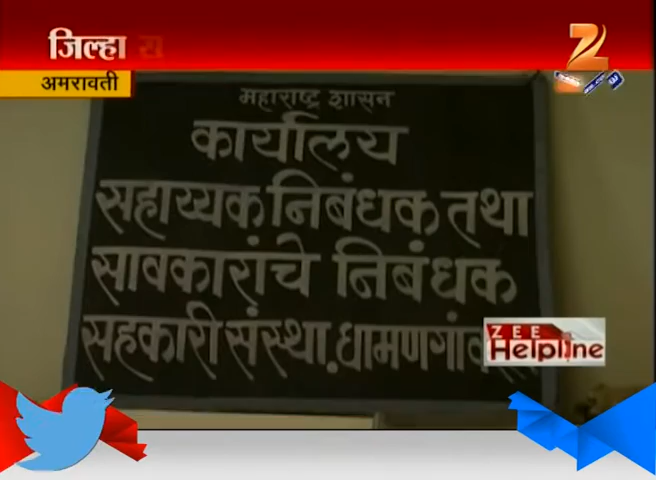 जिल्हा
अमरावती
महाराष्ट्र शासन
कार्यालय
सहाय्यक निबंधक तथा
सावकारांचे निबंधक
सहकारी संस्था. धामणगांव
ZEE
Helpline